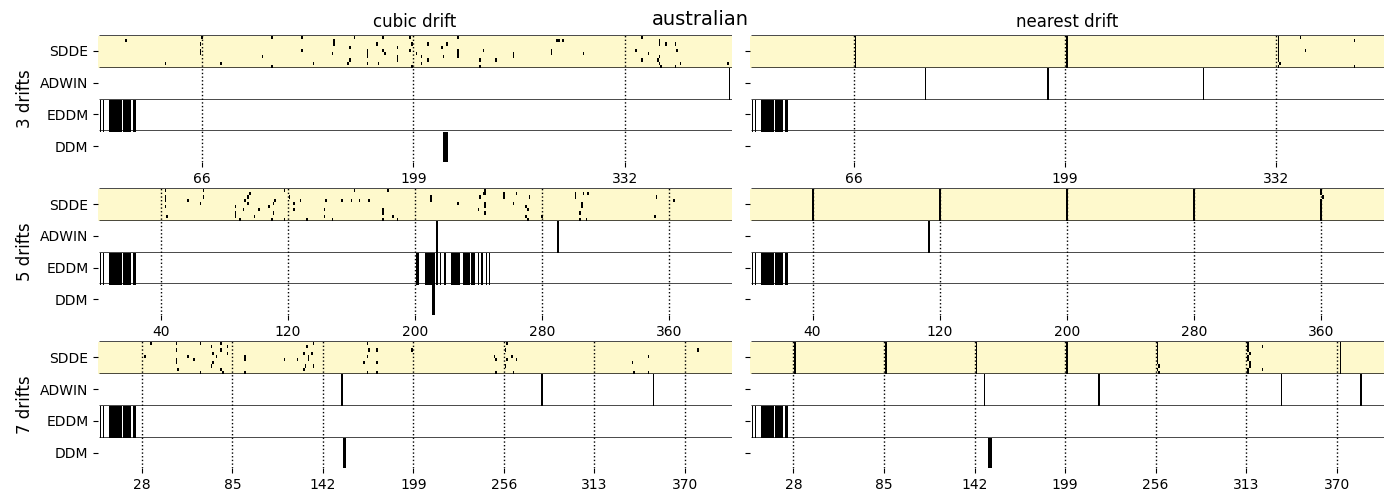 australian
cubic drift
nearest drift
3 drifts
SDDE
ADWIN
EDDM
DDM
66 199 332
66 199 332
5 drifts
SDDE
ADWIN
EDDM
DDM
40 120 200 280 360
40 120 200 280 360
7 drifts
SDDE
ADWIN
EDDM
DDM
28 85 142 199 256 313 370
28 85 142 199 256 313 370